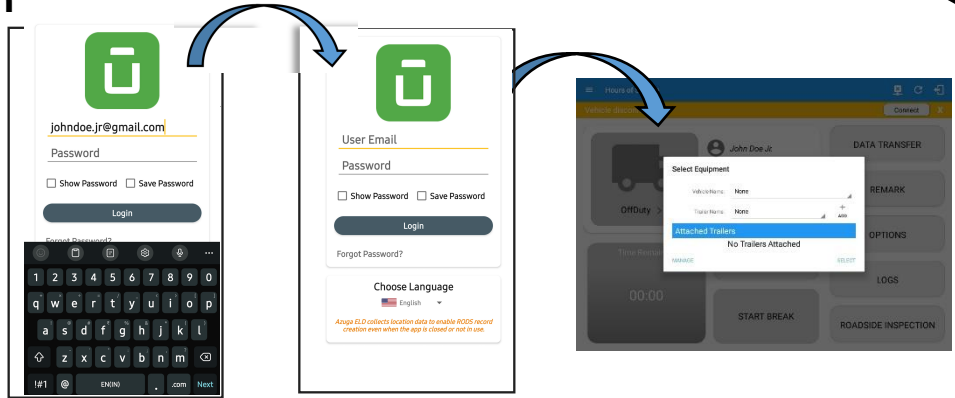 johndoe.jr@gmail.com
Password
Show Password Save Password
Login
Forgot Password?
1 2 3 4 5 6 7 8 9 0
q w e r t y u i o p
a s d f g h j k l
z x c v b n m
!#1 @ EN(IN) . .com Next
User Email
Password
Show Password Save Password
Login
Forgot Password?
Choose Language
English
Azuga ELD collects location data to enable RODS record
creation even when the app is closed or not in use.
Hours of
Vehicle Connect X
John Doe Jr.
OffDuty >
Time Remai
00:00
START BREAK
DATA TRANSFER
REMARK
OPTIONS
LOGS
ROADSIDE INSPECTION
Select Equipment
VehicleName: None
TrailerName: None
+
ADD
Attached Trailers
No Trailers Attached
MANAGE SELECT